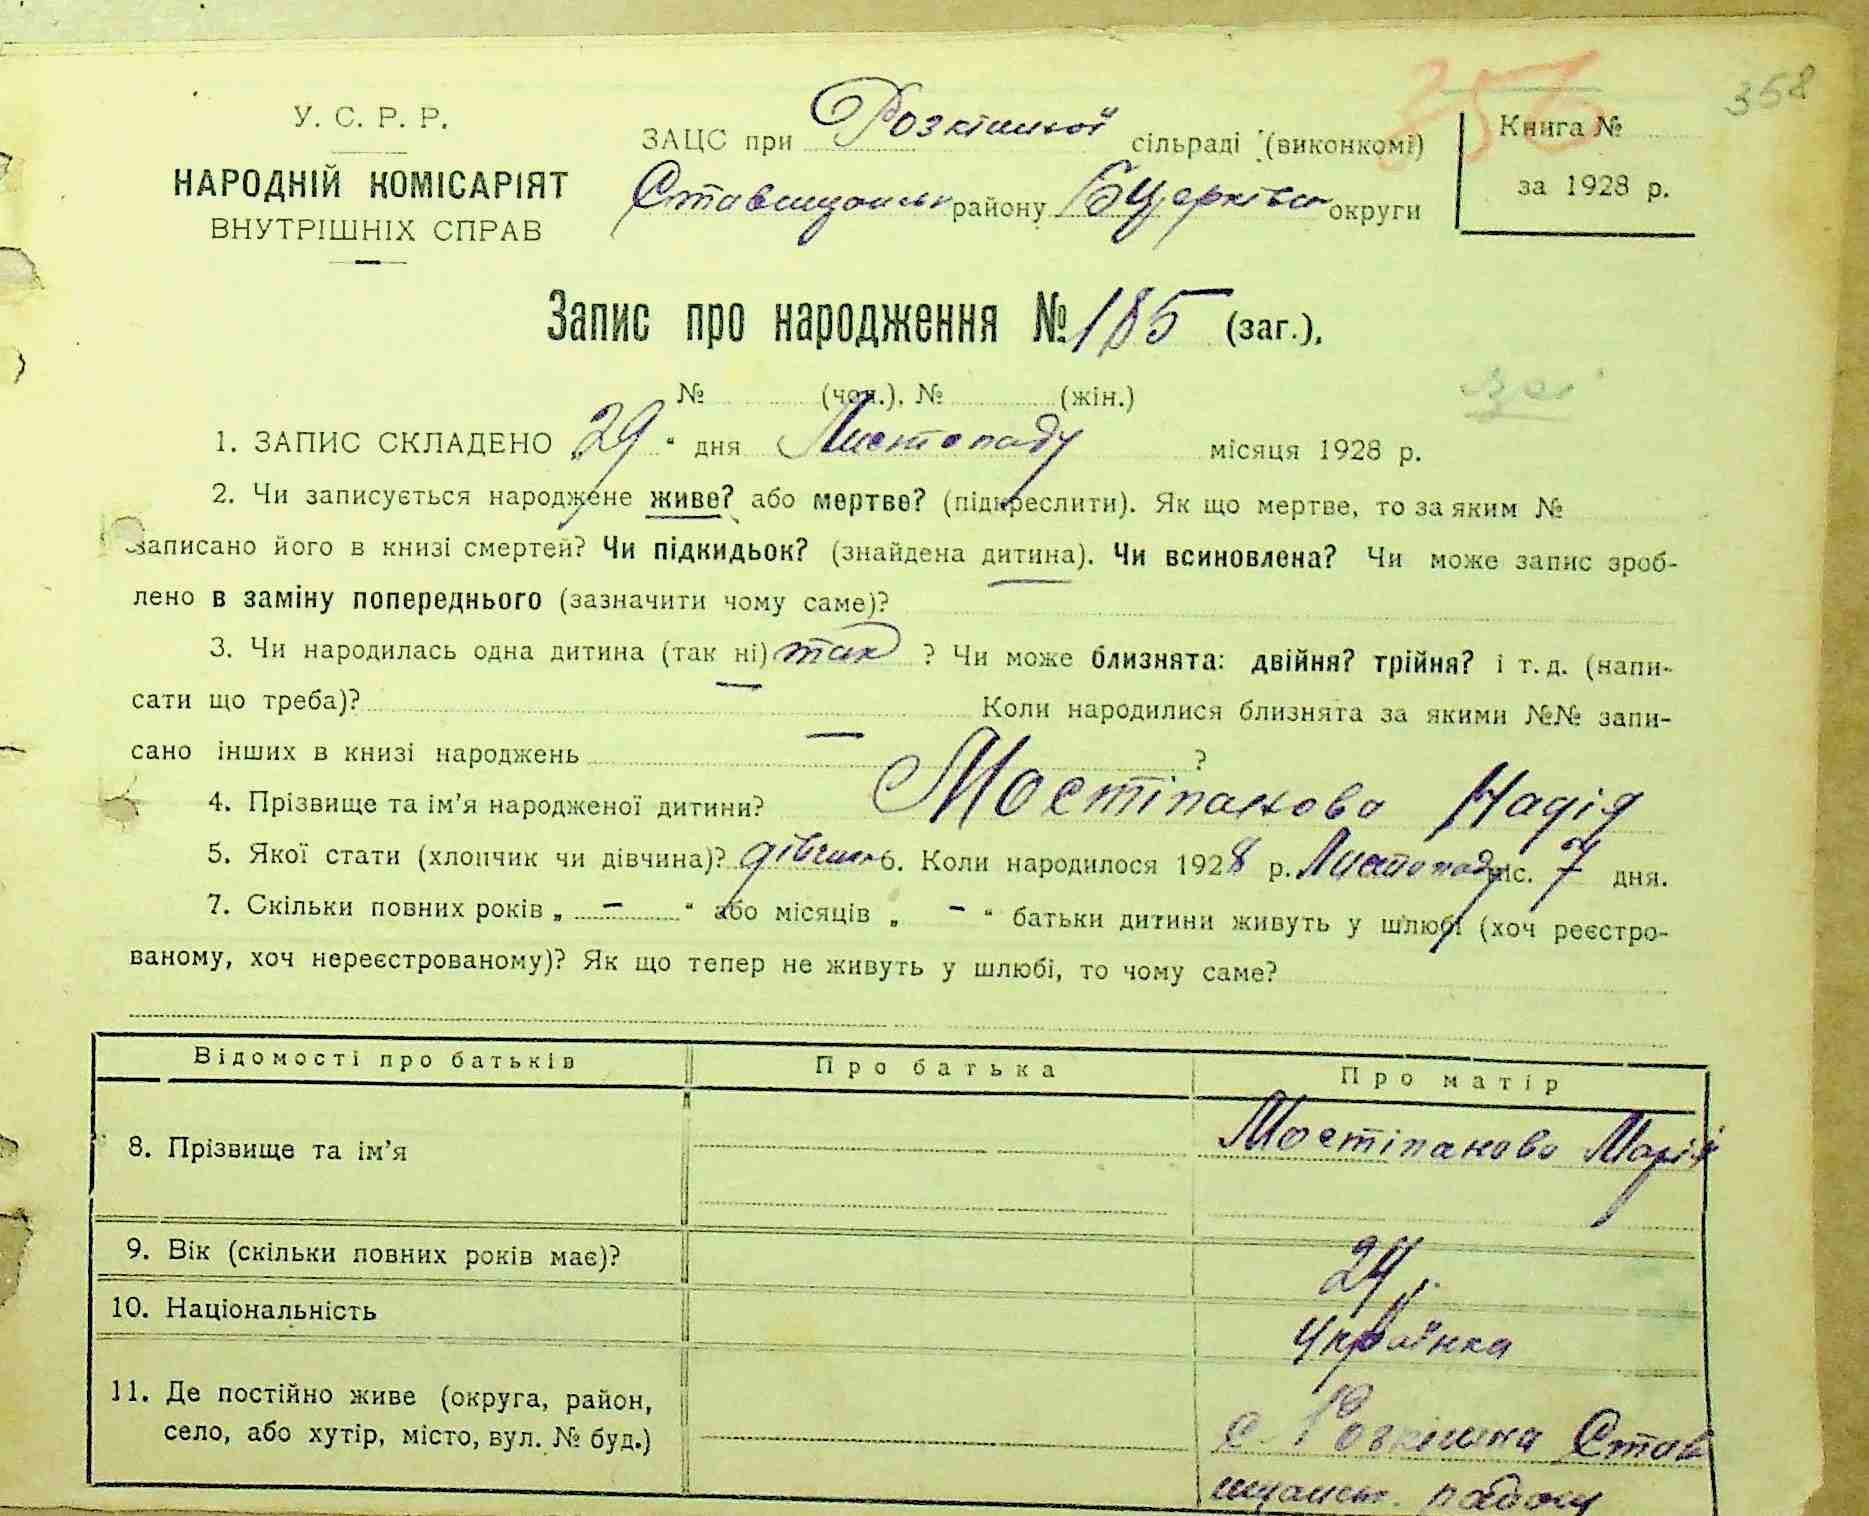 358
356
У. С. Р. Р.
НАРОДНІЙ КОМІСАРІЯТ
ВНУТРІШНІХ СПРАВ
ЗАЦС при Розкішної сільраді (виконкомі)
Ставищанськ району БЦерківськ округи
Книга №
за 1928 р.
Запис про народження № 185 (заг.),
№ (чол.). № (жін.)
1. ЗАПИС СКЛАДЕНО „29“ дня Листопаду місяця 1928 р.
2. Чи записується народжене живе? або мертве? (підкреслити). Як що мертве, то за яким №
записано його в книзі смертей? Чи підкидьок? (знайдена дитина). Чи всиновлена? Чи може запис зроб-
лено в заміну попереднього (зазначити чому саме)?
3. Чи народилась одна дитина (так ні) так ? Чи може близнята: двійня? трійня? і т. д. (напи-
сати що треба)? — Коли народилися близнята за якими №№ запи-
сано інших в книзі народжень — ?
4. Прізвище та ім'я народженої дитини? Мостіпанова Надія
5. Якої стати (хлопчик чи дівчина)? дівчин 6. Коли народилося 1928 р. Листопад міс. 7 дня.
7. Скільки повних років „ – “ або місяців „ – “ батьки дитини живуть у шлюбі (хоч реєстро-
ваному, хоч нереєстрованому)? Як що тепер не живуть у шлюбі, то чому саме?
Відомості про батьків Про батька Про матір
8. Прізвище та ім'я Мостіпанова Марія
9. Вік (скільки повних років має)? 24 р.
10. Національність Українка
11. Де постійно живе (округа, район,
село, або хутір, місто, вул. № буд.)
с. Розкішна Став
ищанськ. району